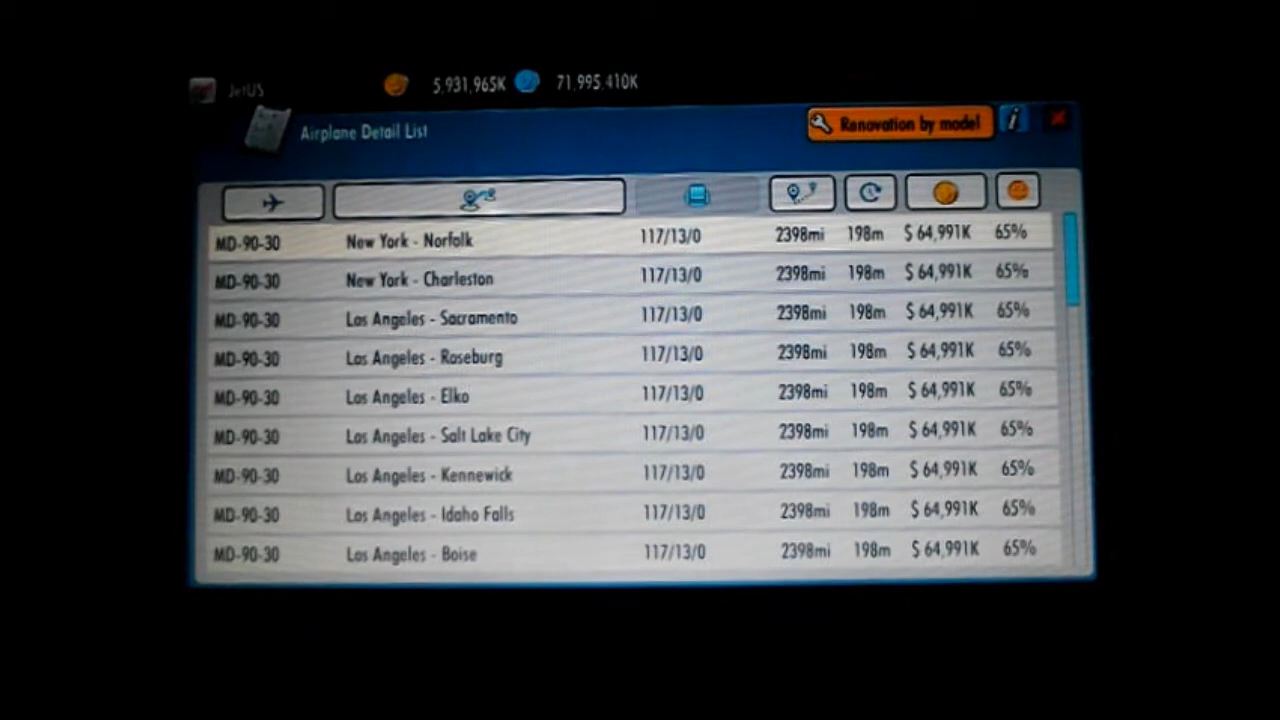 JetUS 5,931,965K 71,995,410K
Airplane Detail List Renovation by model i
MD-90-30 New York - Norfolk 117/13/0 2398mi 198m $ 64,991K 65%
MD-90-30 New York - Charleston 117/13/0 2398mi 198m $ 64,991K 65%
MD-90-30 Los Angeles - Sacramento 117/13/0 2398mi 198m $ 64,991K 65%
MD-90-30 Los Angeles - Roseburg 117/13/0 2398mi 198m $ 64,991K 65%
MD-90-30 Los Angeles - Elko 117/13/0 2398mi 198m $ 64,991K 65%
MD-90-30 Los Angeles - Salt Lake City 117/13/0 2398mi 198m $ 64,991K 65%
MD-90-30 Los Angeles - Kennewick 117/13/0 2398mi 198m $ 64,991K 65%
MD-90-30 Los Angeles - Idaho Falls 117/13/0 2398mi 198m $ 64,991K 65%
MD-90-30 Los Angeles - Boise 117/13/0 2398mi 198m $ 64,991K 65%